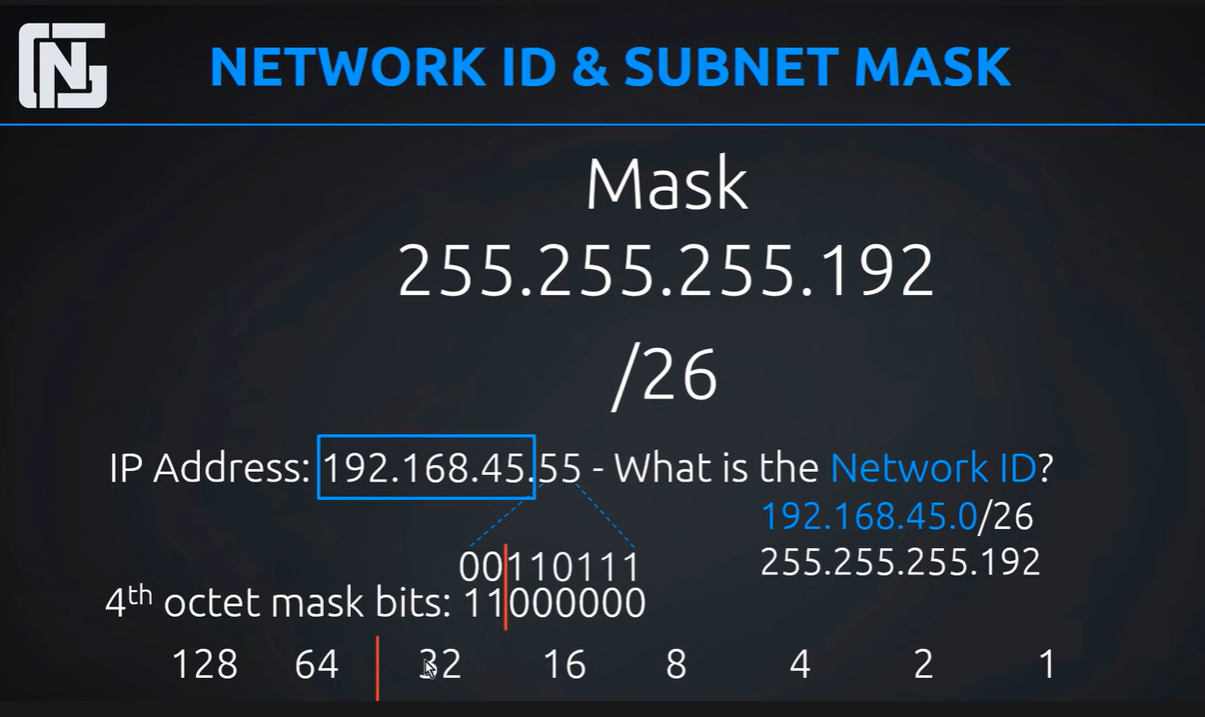 NETWORK ID & SUBNET MASK
Mask
255.255.255.192
/26
IP Address: 192.168.45.55 - What is the Network ID?
192.168.45.0/26
255.255.255.192
00110111
4th octet mask bits: 11000000
128 64 32 16 8 4 2 1